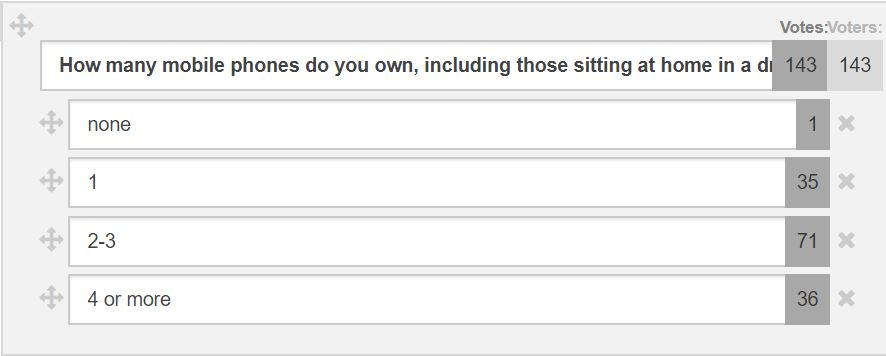 Votes: Voters:
How many mobile phones do you own, including those sitting at home in a 143 143
none 1
1 35
2-3 71
4 or more 36